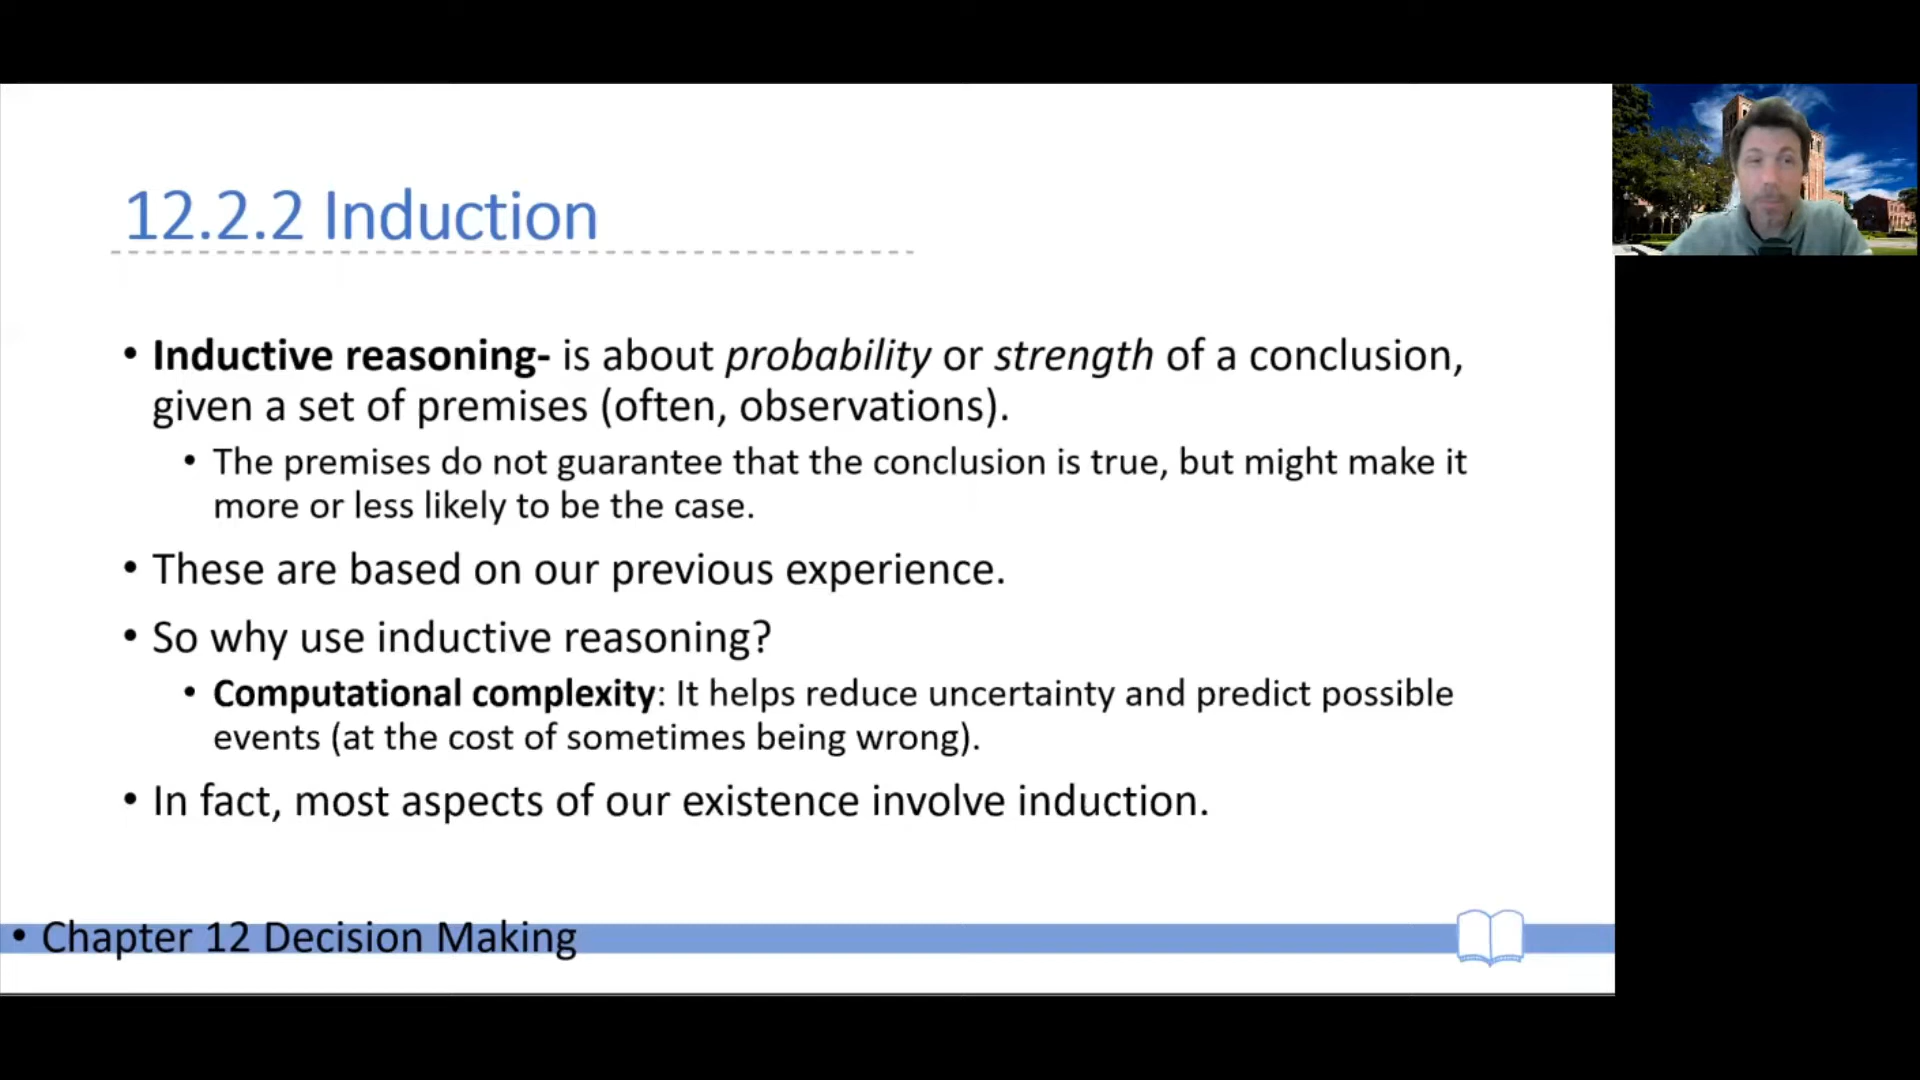 12.2.2 Induction
• Inductive reasoning- is about probability or strength of a conclusion,
given a set of premises (often, observations).
• The premises do not guarantee that the conclusion is true, but might make it
more or less likely to be the case.
• These are based on our previous experience.
• So why use inductive reasoning?
• Computational complexity: It helps reduce uncertainty and predict possible
events (at the cost of sometimes being wrong).
• In fact, most aspects of our existence involve induction.
• Chapter 12 Decision Making